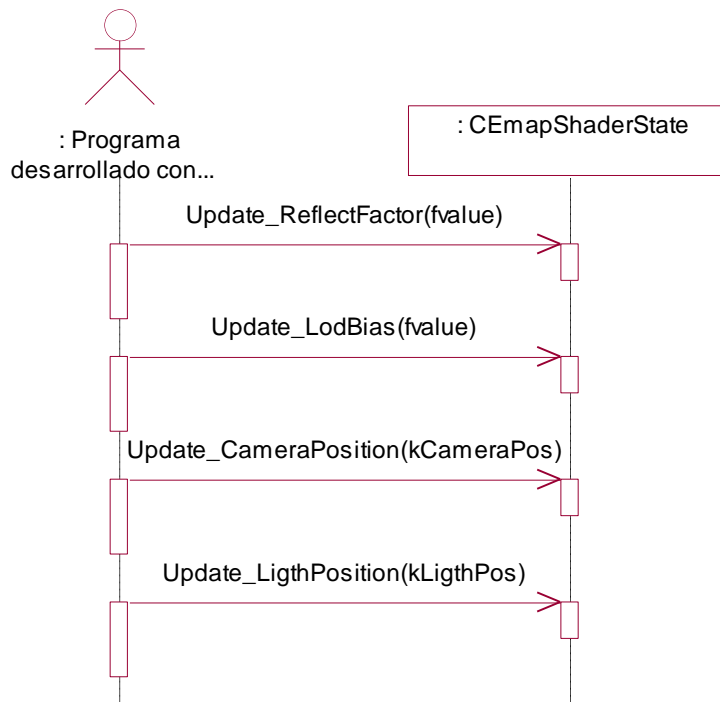 : Programa
desarrollado con...
: CEmapShaderState
Update_ReflectFactor(fvalue)
Update_LodBias(fvalue)
Update_CameraPosition(kCameraPos)
Update_LigthPosition(kLigthPos)